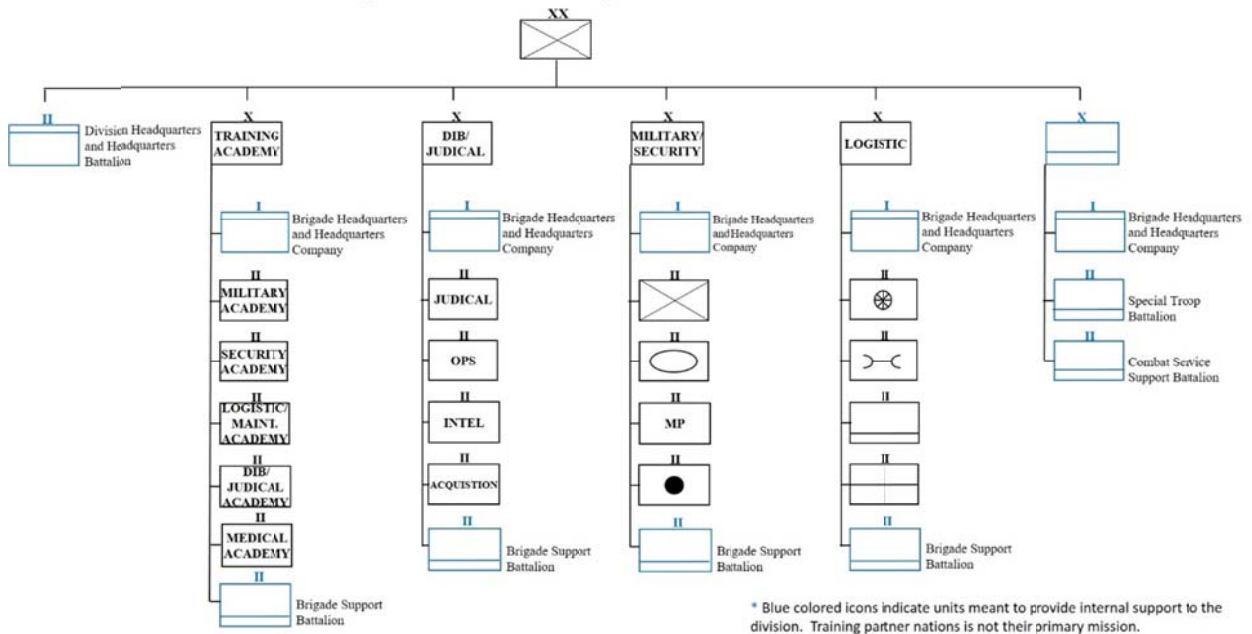 XX
II
Division Headquarters
and Headquarters
Battalion
X
TRAINING
ACADEMY
I
Brigade Headquarters
and Headquarters
Company
II
MILITARY
ACADEMY
II
SECURITY
ACADEMY
II
LOGISTIC/
MAINT.
ACADEMY
II
DIB/
JUDICAL
ACADEMY
II
MEDICAL
ACADEMY
II
Brigade Support
Battalion
X
DIB/
JUDICAL
I
Brigade Headquarters
and Headquarters
Company
II
JUDICAL
II
OPS
II
INTEL
II
ACQUISTION
II
Brigade Support
Battalion
X
MILITARY/
SECURITY
I
Brigade Headquarters
and Headquarters
Company
II
II
II
MP
II
II
Brigade Support
Battalion
X
LOGISTIC
I
Brigade Headquarters
and Headquarters
Company
II
II
II
II
II
Brigade Support
Battalion
X
I
Brigade Headquarters
and Headquarters
Company
II
Special Troop
Battalion
II
Combat Service
Support Battalion
* Blue colored icons indicate units meant to provide internal support to the
division. Training partner nations is not their primary mission.